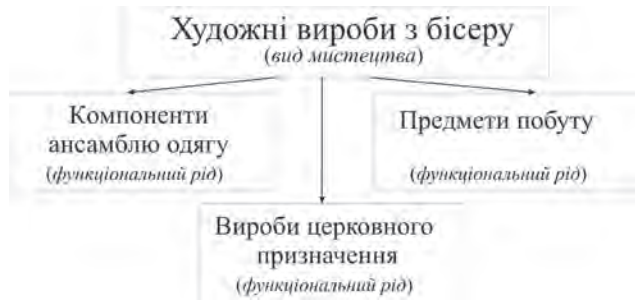 Художні вироби з бісеру
(вид мистецтва)
Компоненти
ансамблю одягу
(функціональний рід)
Предмети побуту
(функціональний рід)
Вироби церковного
призначення
(функціональний рід)